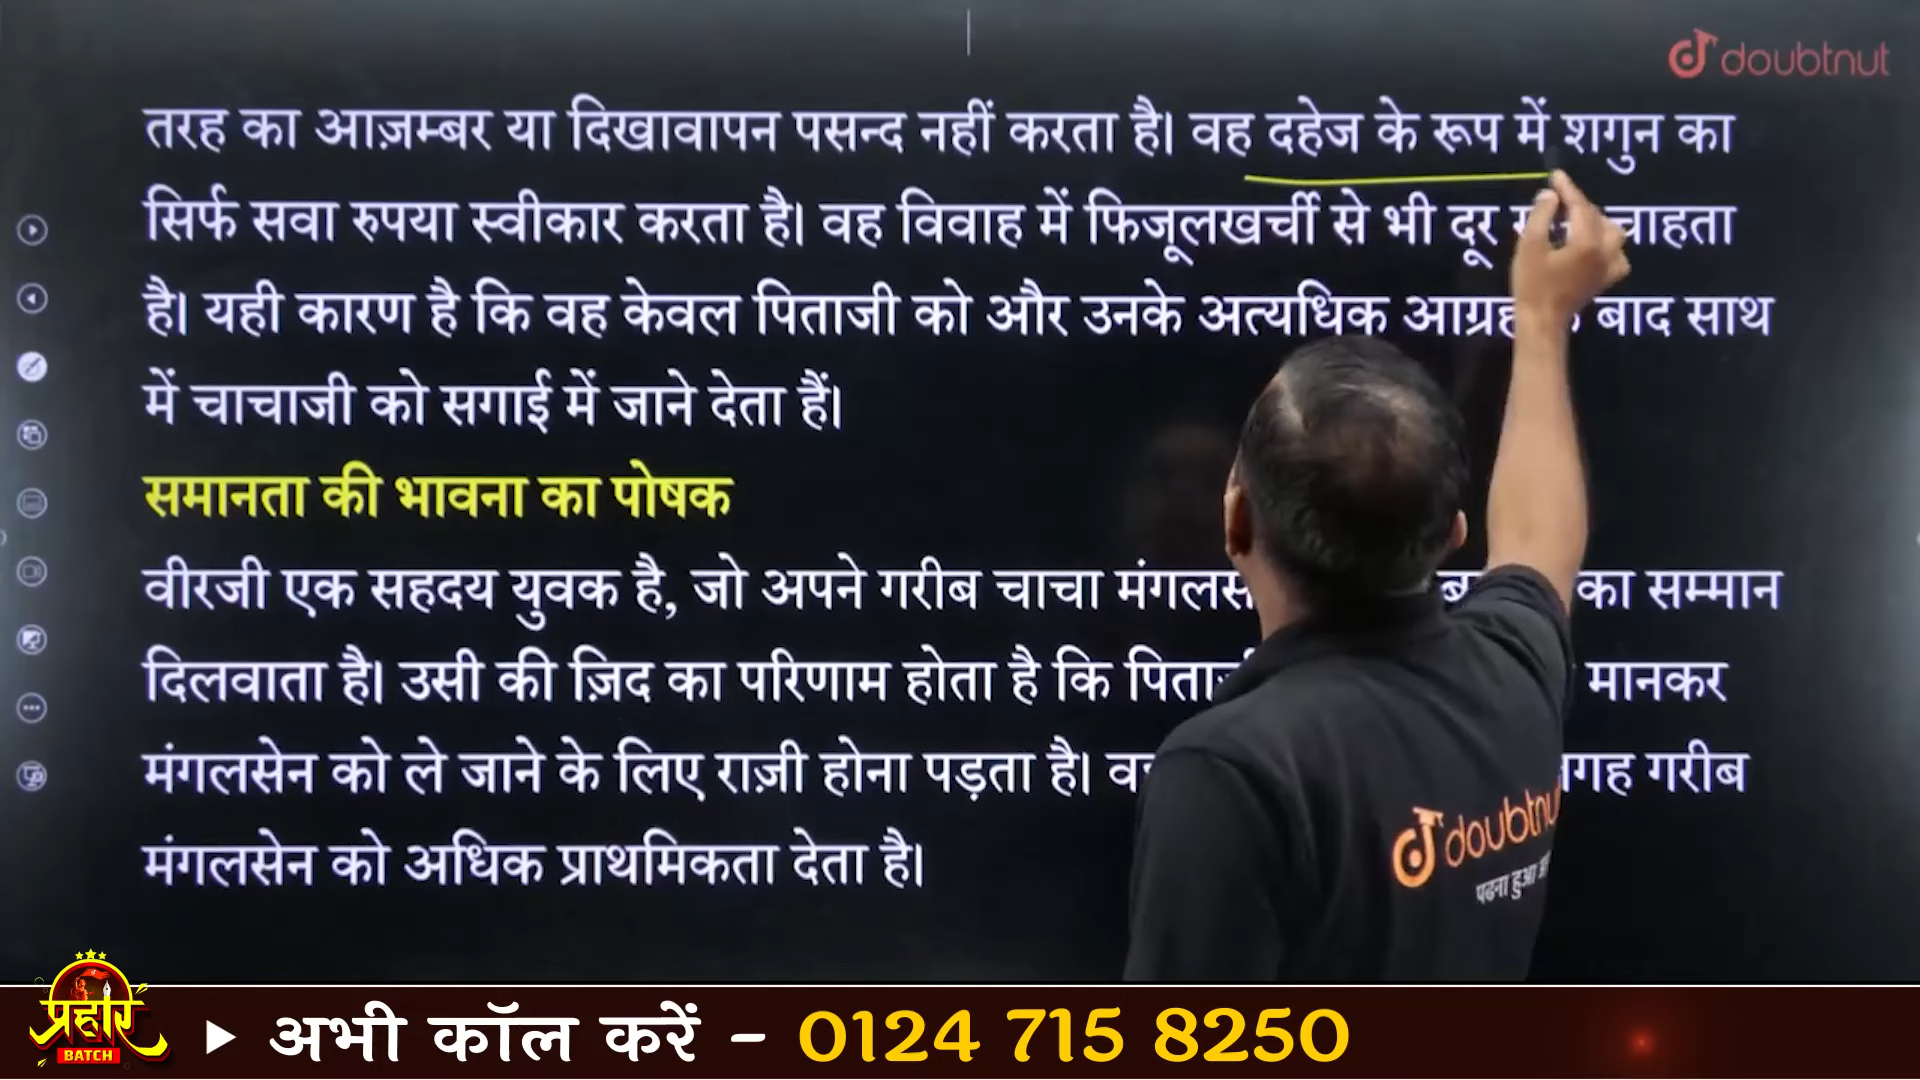 doubtnut
तरह का आज़म्बर या दिखावापन पसन्द नहीं करता है। वह दहेज के रूप में शगुन का
सिर्फ सवा रुपया स्वीकार करता है। वह विवाह में फिजूलखर्ची से भी दूर चाहता
है। यही कारण है कि वह केवल पिताजी को और उनके अत्यधिक आग्रह बाद साथ
में चाचाजी को सगाई में जाने देता हैं।
समानता की भावना का पोषक
वीरजी एक सहदय युवक है, जो अपने गरीब चाचा का सम्मान
दिलवाता है। उसी की ज़िद का परिणाम होता है कि मानकर
मंगलसेन को ले जाने के लिए राज़ी होना पड़ता है। गरीब
मंगलसेन को अधिक प्राथमिकता देता है।
doubtnut
पढना हुआ
प्रहार
BATCH
अभी कॉल करें - 0124 715 8250